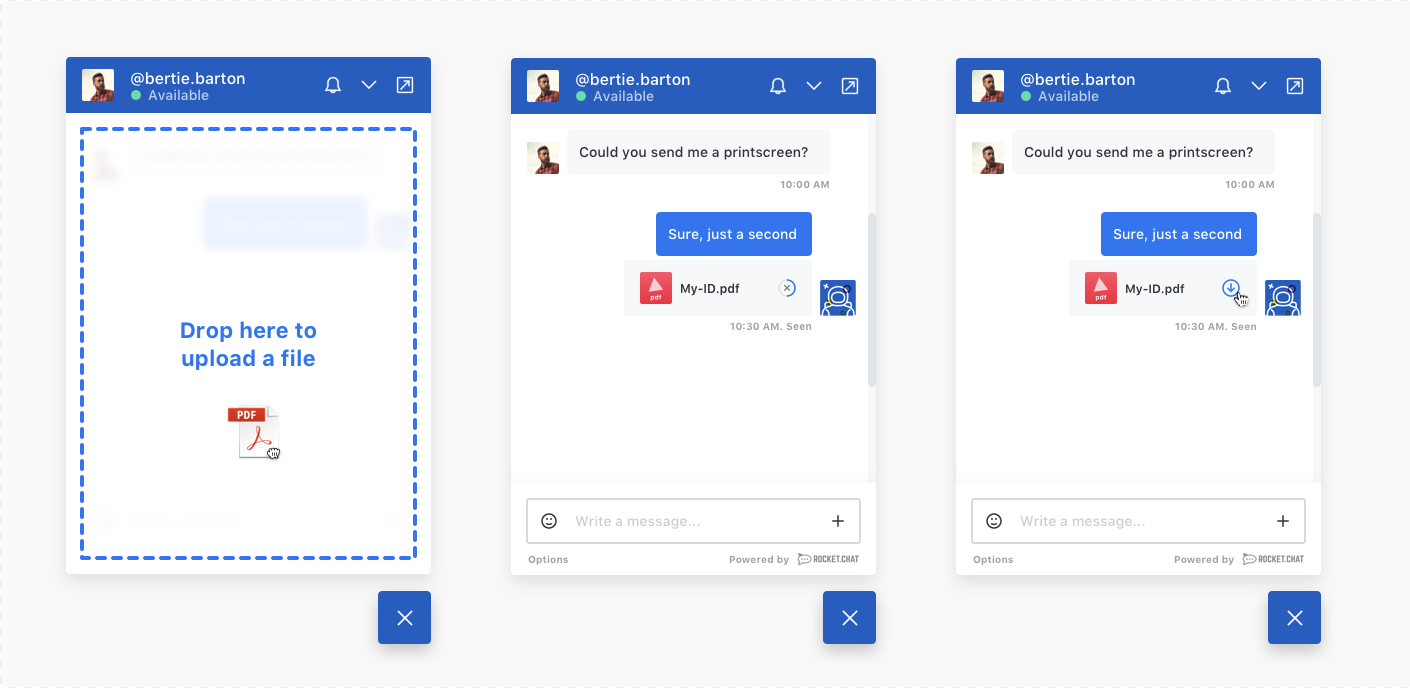 @bertie.barton
Available
Drop here to
upload a file
PDF
@bertie.barton
Available
Could you send me a printscreen?
10:00 AM
Sure, just a second
pdf
My-ID.pdf
10:30 AM. Seen
Write a message...
Options
Powered by ROCKET.CHAT
@bertie.barton
Available
Could you send me a printscreen?
10:00 AM
Sure, just a second
pdf
My-ID.pdf
10:30 AM. Seen
Write a message...
Options
Powered by ROCKET.CHAT